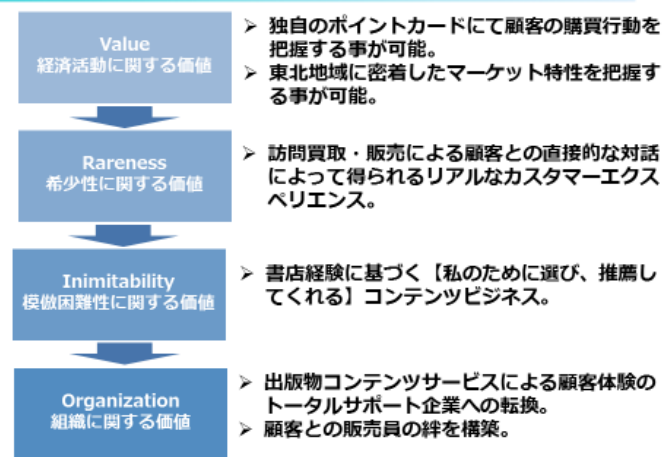 Value
経済活動に関する価値
➢ 独自のポイントカードにて顧客の購買行動を
把握する事が可能。
➢ 東北地域に密着したマーケット特性を把握す
る事が可能。
Rareness
希少性に関する価値
➢ 訪問買取・販売による顧客との直接的な対話
によって得られるリアルなカスタマーエクス
ペリエンス。
Inimitability
模倣困難性に関する価値
➢ 書店経験に基づく【私のために選び、推薦し
てくれる】コンテンツビジネス。
Organization
組織に関する価値
➢ 出版物コンテンツサービスによる顧客体験の
トータルサポート企業への転換。
➢ 顧客との販売員の絆を構築。